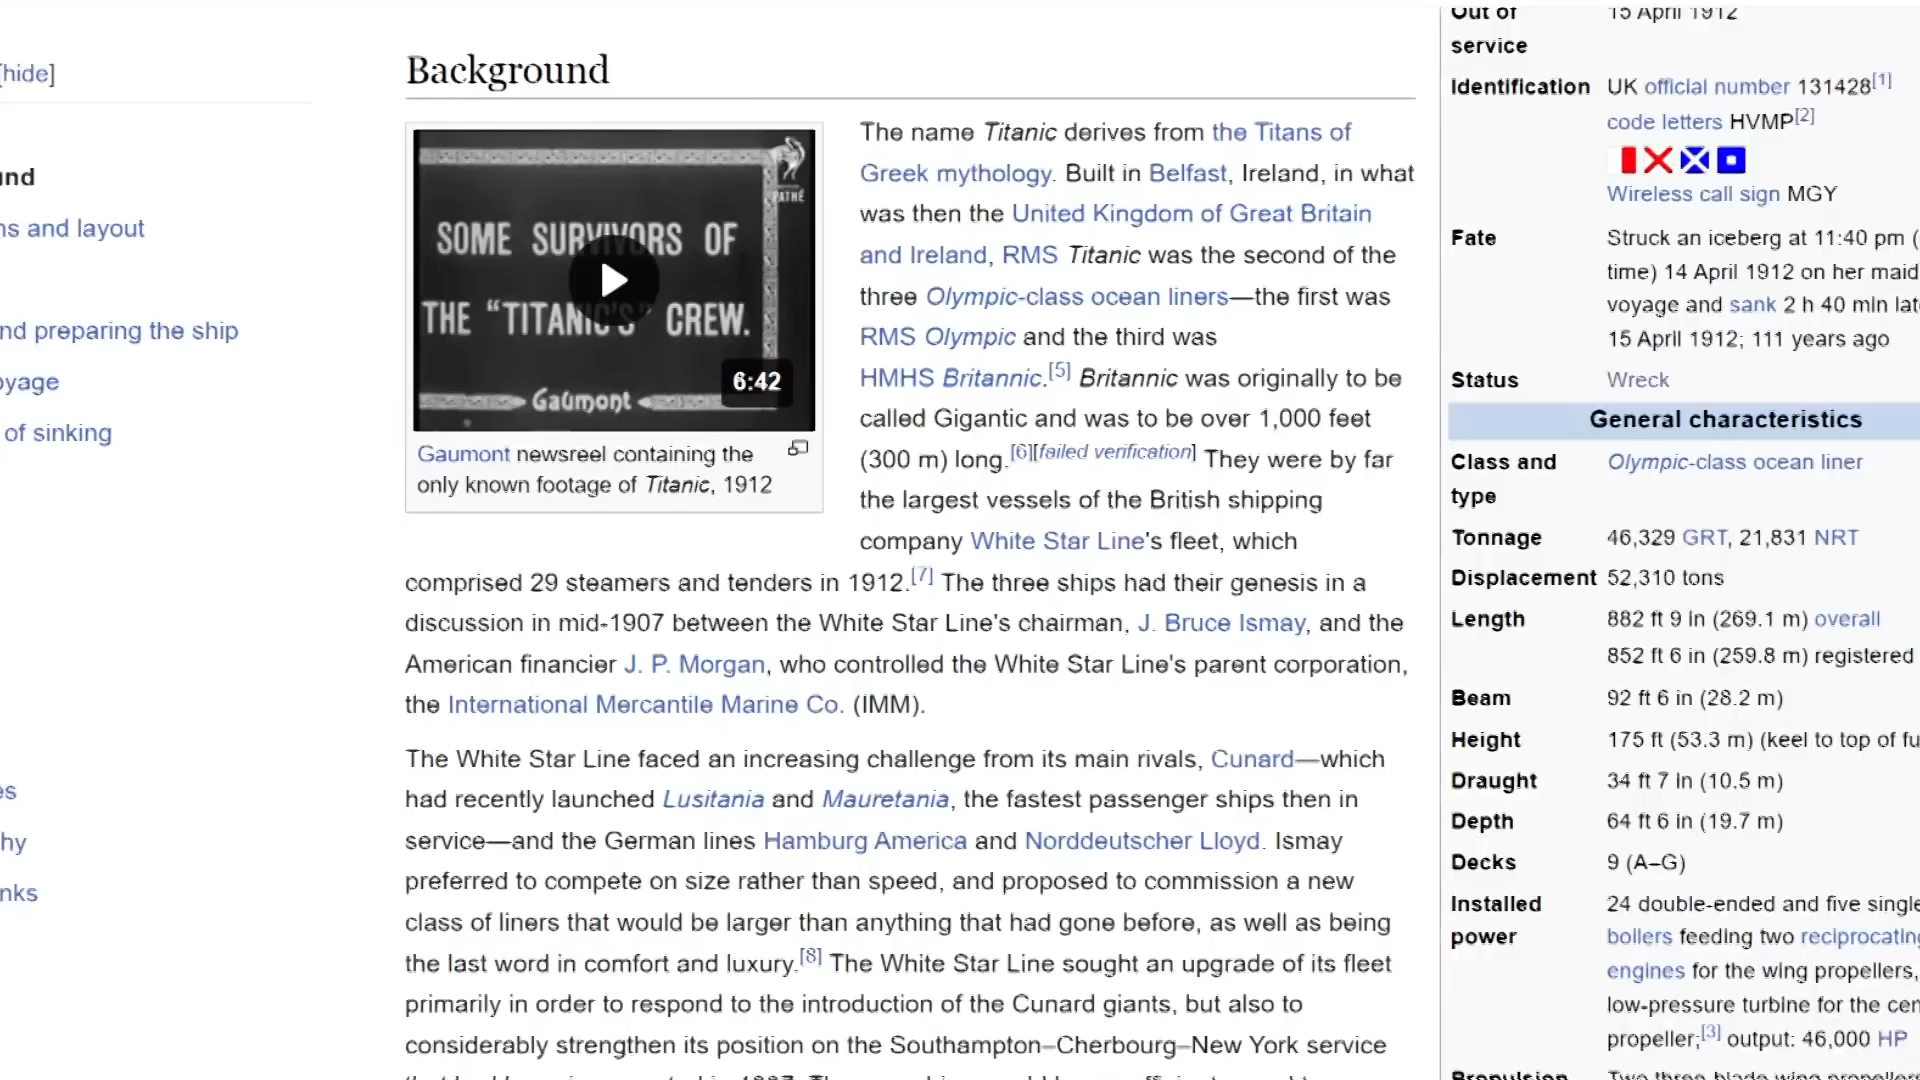 [hide]
und
ns and layout
nd preparing the ship
oyage
of sinking
es
hy
nks
Background
PATHÉ
SOME SURVIVORS OF
THE "TITANIC'S" CREW.
6:42
Gaumont
Gaumont newsreel containing the
only known footage of Titanic, 1912
The name Titanic derives from the Titans of
Greek mythology. Built in Belfast, Ireland, in what
was then the United Kingdom of Great Britain
and Ireland, RMS Titanic was the second of the
three Olympic-class ocean liners—the first was
RMS Olympic and the third was
HMHS Britannic.[5] Britannic was originally to be
called Gigantic and was to be over 1,000 feet
(300 m) long.[6][failed verification] They were by far
the largest vessels of the British shipping
company White Star Line's fleet, which
comprised 29 steamers and tenders in 1912.[7] The three ships had their genesis in a
discussion in mid-1907 between the White Star Line's chairman, J. Bruce Ismay, and the
American financier J. P. Morgan, who controlled the White Star Line's parent corporation,
the International Mercantile Marine Co. (IMM).
The White Star Line faced an increasing challenge from its main rivals, Cunard—which
had recently launched Lusitania and Mauretania, the fastest passenger ships then in
service—and the German lines Hamburg America and Norddeutscher Lloyd. Ismay
preferred to compete on size rather than speed, and proposed to commission a new
class of liners that would be larger than anything that had gone before, as well as being
the last word in comfort and luxury.[8] The White Star Line sought an upgrade of its fleet
primarily in order to respond to the introduction of the Cunard giants, but also to
considerably strengthen its position on the Southampton–Cherbourg–New York service
Out of 15 April 1912
service
Identification UK official number 131428[1]
code letters HVMP[2]
Wireless call sign MGY
Fate Struck an iceberg at 11:40 pm (
time) 14 April 1912 on her maid
voyage and sank 2 h 40 min lat
15 April 1912; 111 years ago
Status Wreck
General characteristics
Class and Olympic-class ocean liner
type
Tonnage 46,329 GRT, 21,831 NRT
Displacement 52,310 tons
Length 882 ft 9 in (269.1 m) overall
852 ft 6 in (259.8 m) registered
Beam 92 ft 6 in (28.2 m)
Height 175 ft (53.3 m) (keel to top of fu
Draught 34 ft 7 in (10.5 m)
Depth 64 ft 6 in (19.7 m)
Decks 9 (A–G)
Installed 24 double-ended and five single
power boilers feeding two reciprocating
engines for the wing propellers,
low-pressure turbine for the cen
propeller;[3] output: 46,000 HP
Propulsion Two three-blade wing propellers